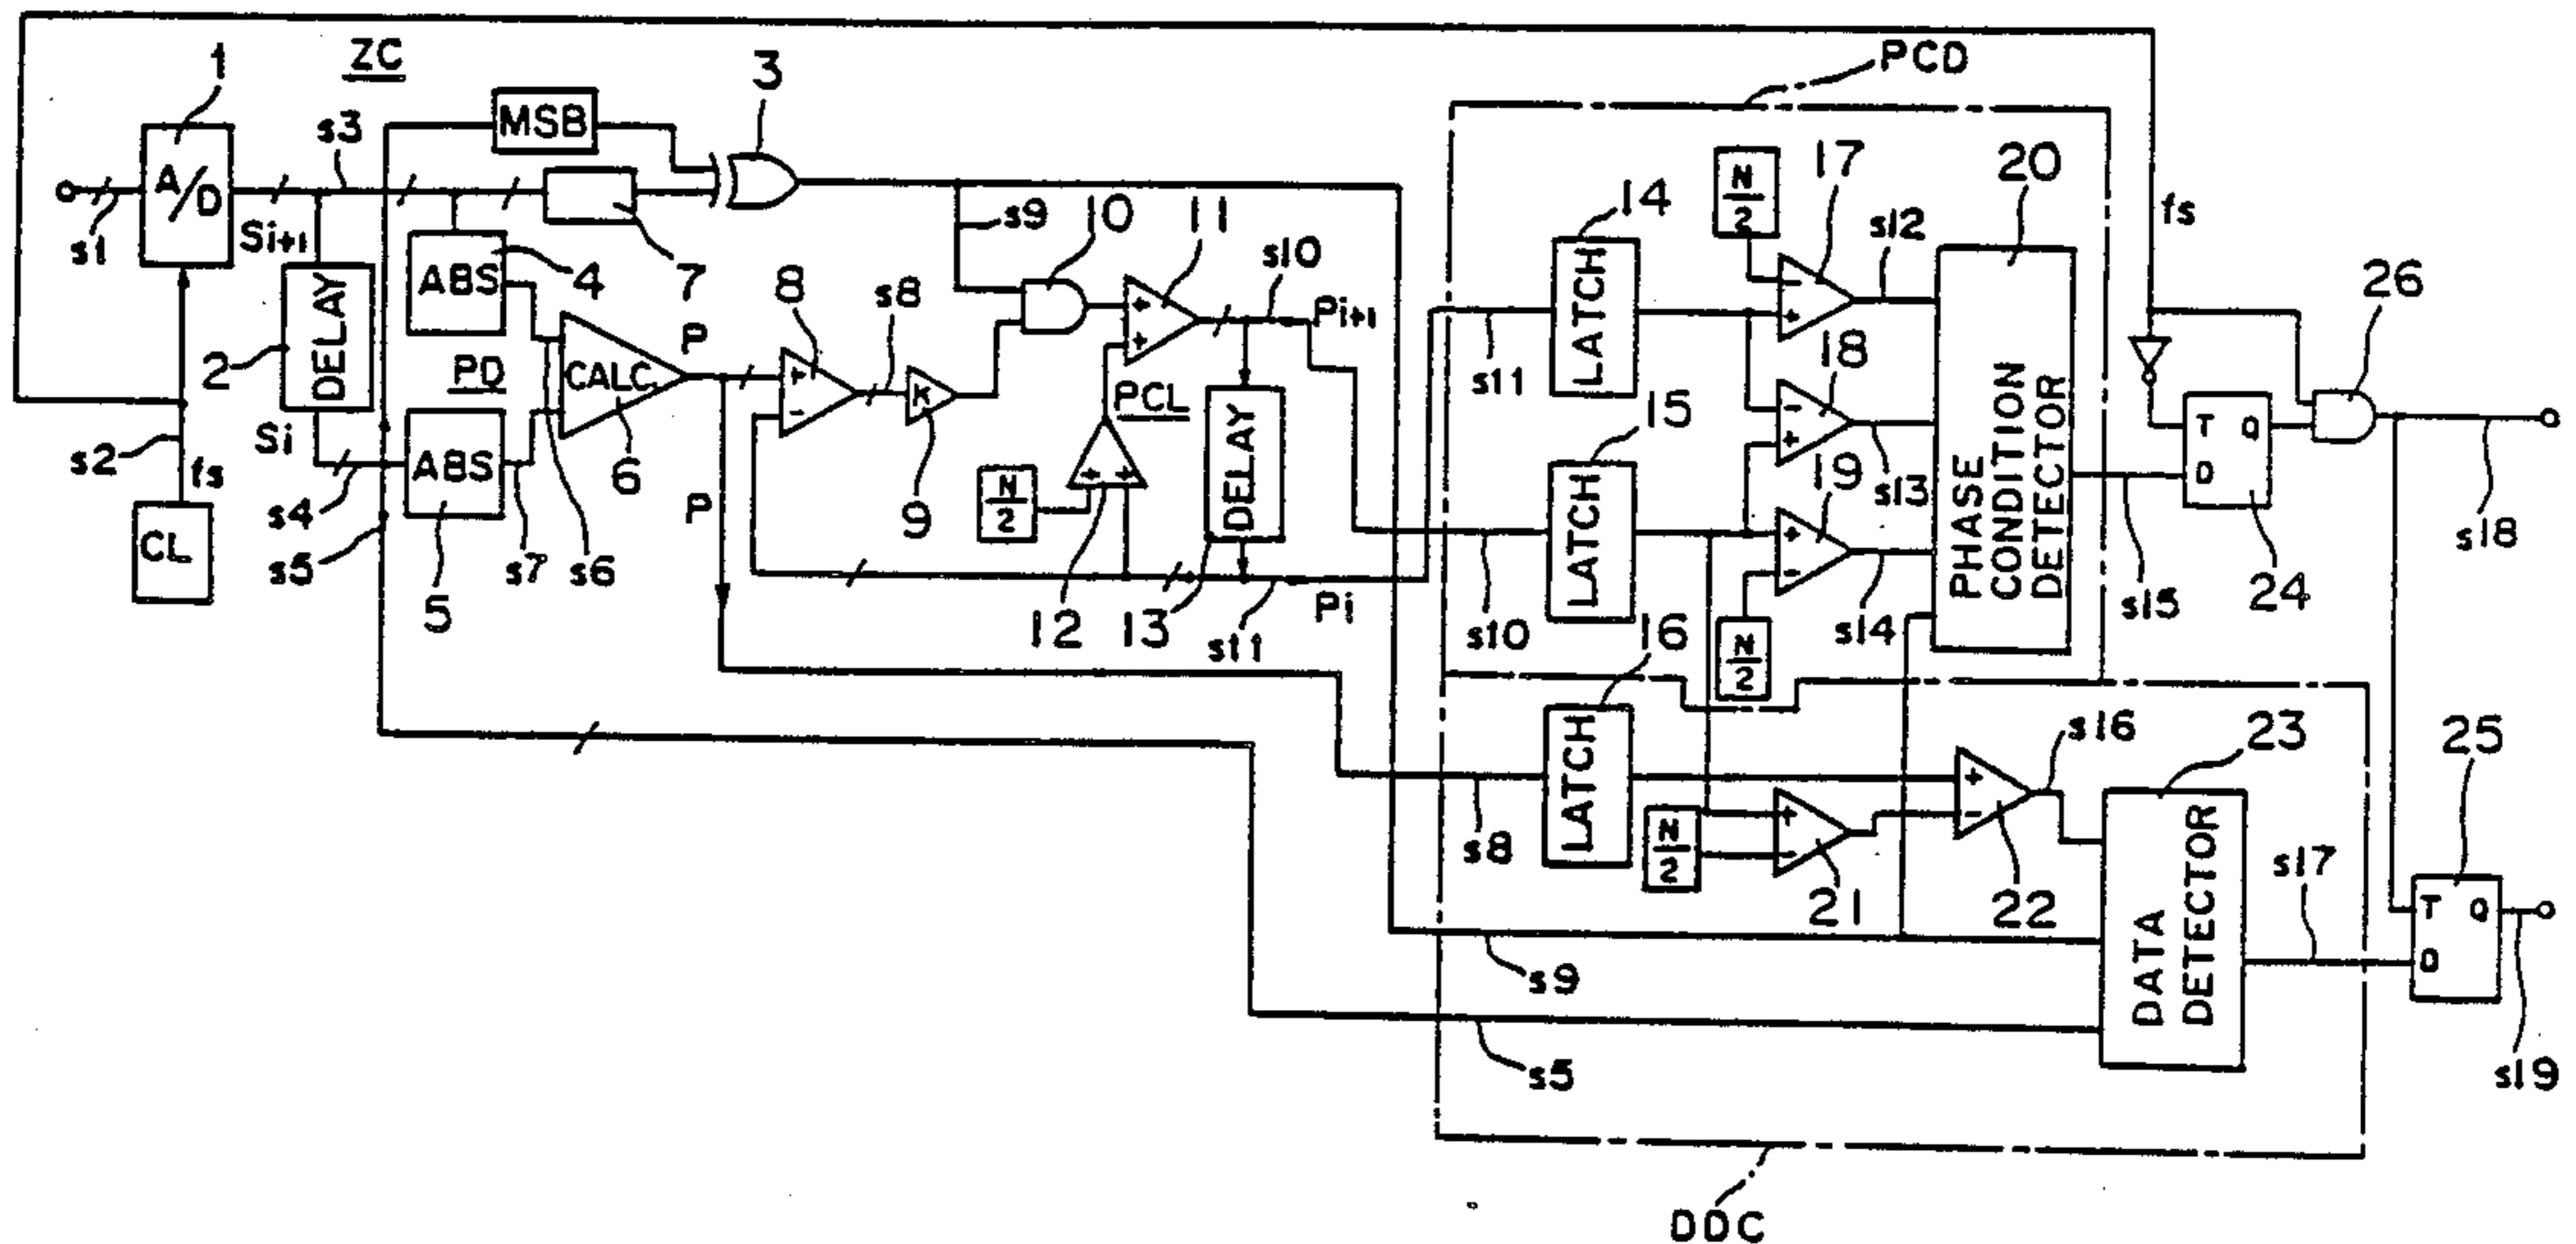 ZC
PCD
1
3
MSB
s3
A/D
s1
Si+1
ABS
4
7
s9
10
11
s10
Pi+1
14
LATCH
s11
N/2
17
s12
20
fs
26
2
DELAY
PD
CALC.
6
P
8
s8
K
9
PCL
18
s13
PHASE CONDITION DETECTOR
T Q
D
24
s15
s18
Si
s2
fs
s4
ABS
5
s7
s6
P
N/2
12
DELAY
13
s11
Pi
15
LATCH
s10
19
s14
N/2
CL
s5
16
LATCH
s8
N/2
21
22
s16
23
DATA DETECTOR
s17
25
T Q
D
s19
s9
s5
DDC